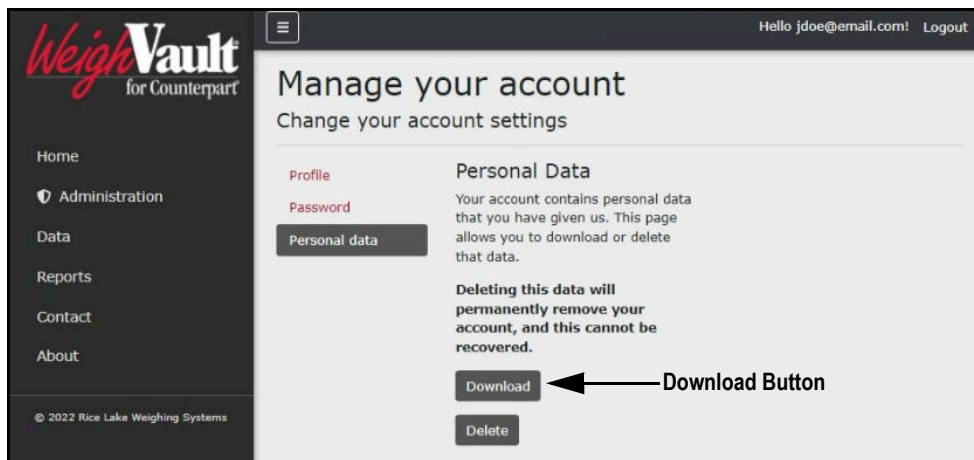 WeighVault
for Counterpart®
Home
Administration
Data
Reports
Contact
About
© 2022 Rice Lake Weighing Systems
Hello jdoe@email.com! Logout
Manage your account
Change your account settings
Profile
Password
Personal data
Personal Data
Your account contains personal data
that you have given us. This page
allows you to download or delete
that data.
Deleting this data will
permanently remove your
account, and this cannot be
recovered.
Download
Download Button
Delete